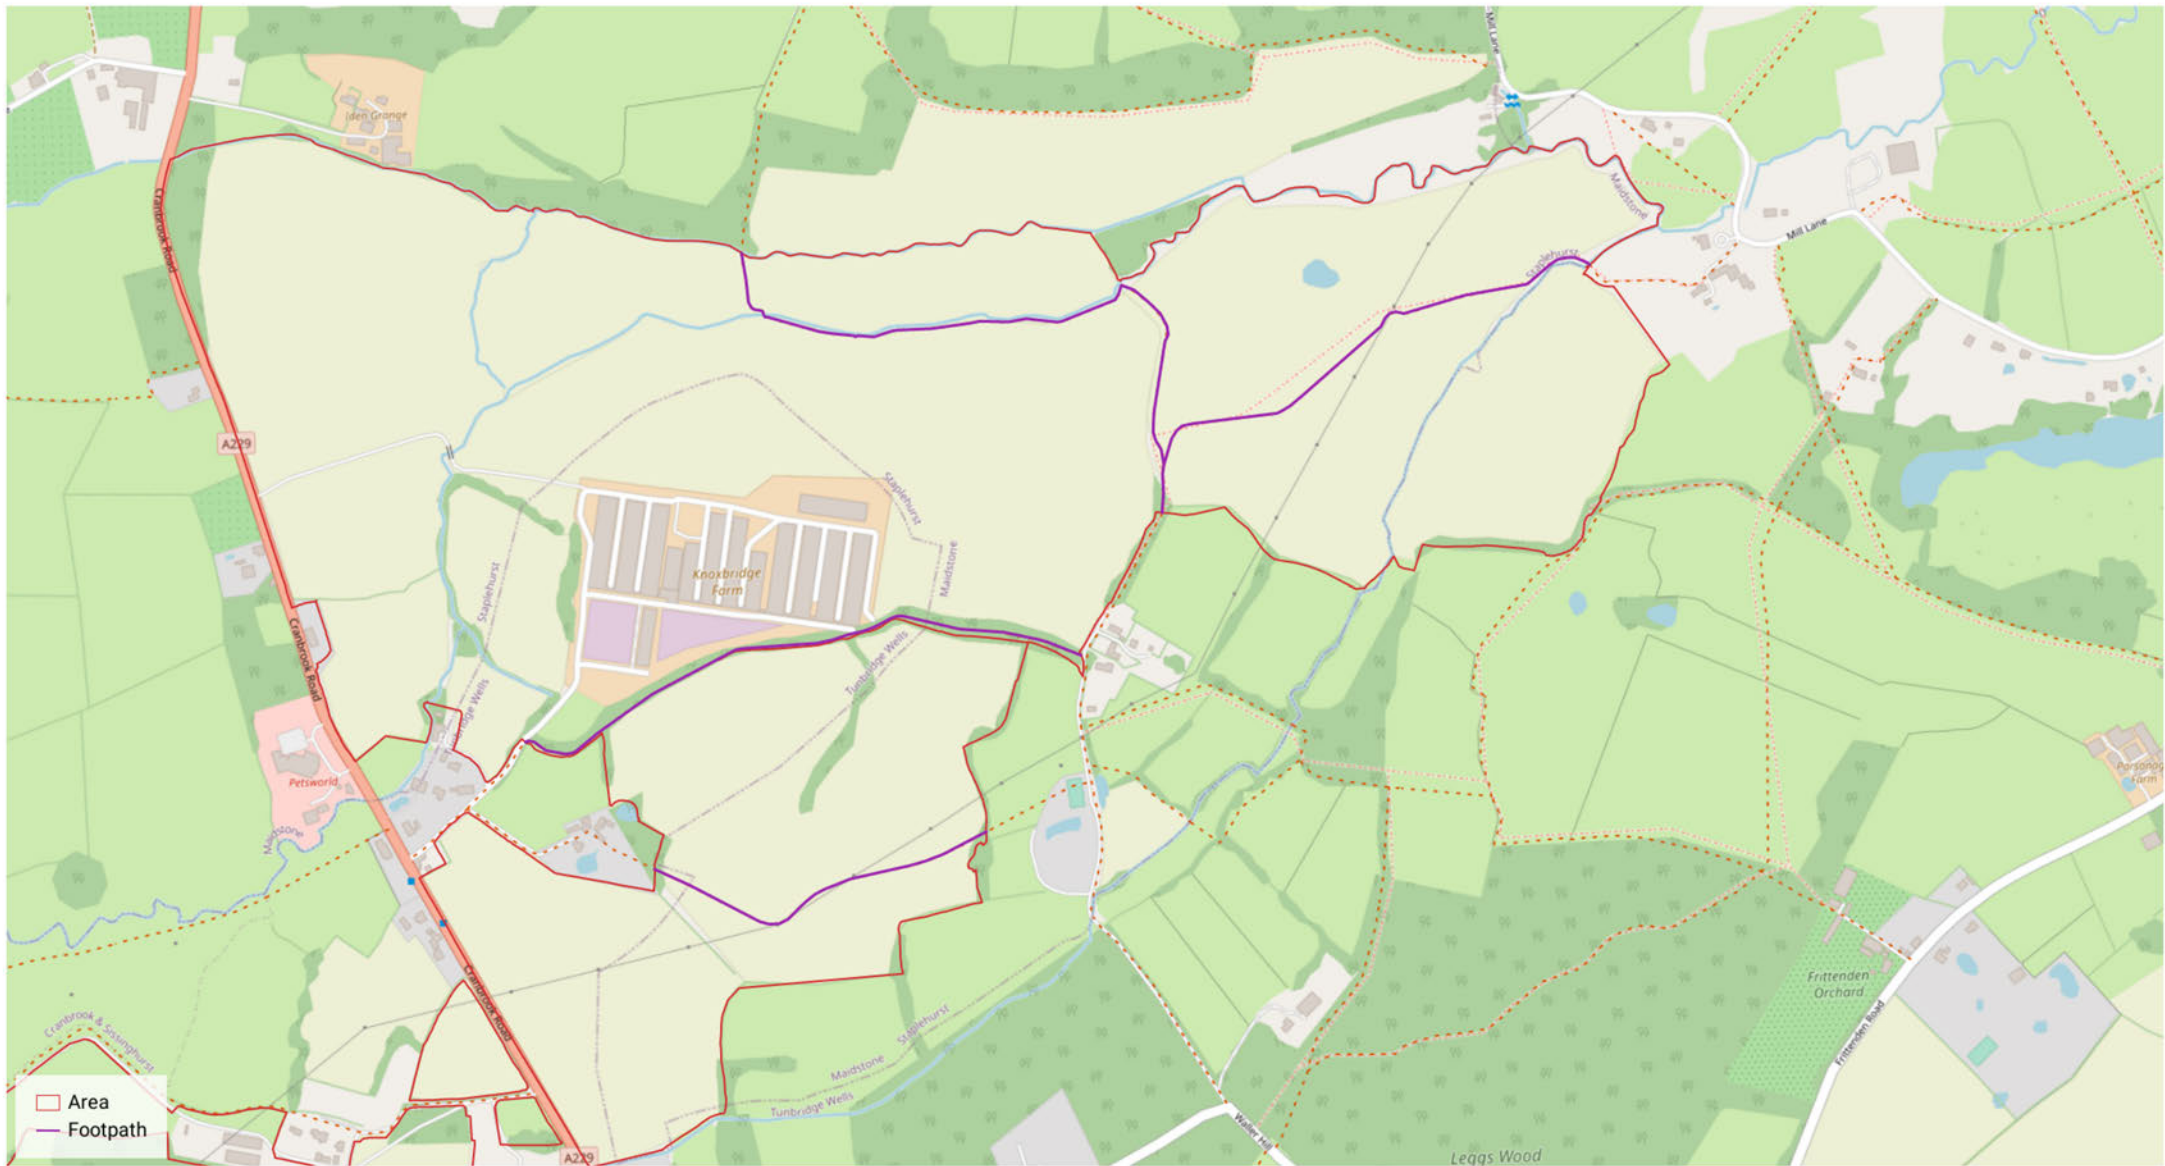 Mill Lane
Iden Grange
Cranbrook Road
Maidstone
Mill Lane
Staplehurst
A229
Staplehurst
Maidstone
Knoxbridge
Farm
Staplehurst
Cranbrook Road
Tunbridge Wells
Tunbridge Wells
Petsworld
Maidstone
Cranbrook Road
Frittenden
Orchard
Frittenden Road
Cranbrook & Sissinghurst
Staplehurst
Maidstone
Tunbridge Wells
Area
Footpath
Waller Hill
A229
Leggs Wood
Farm